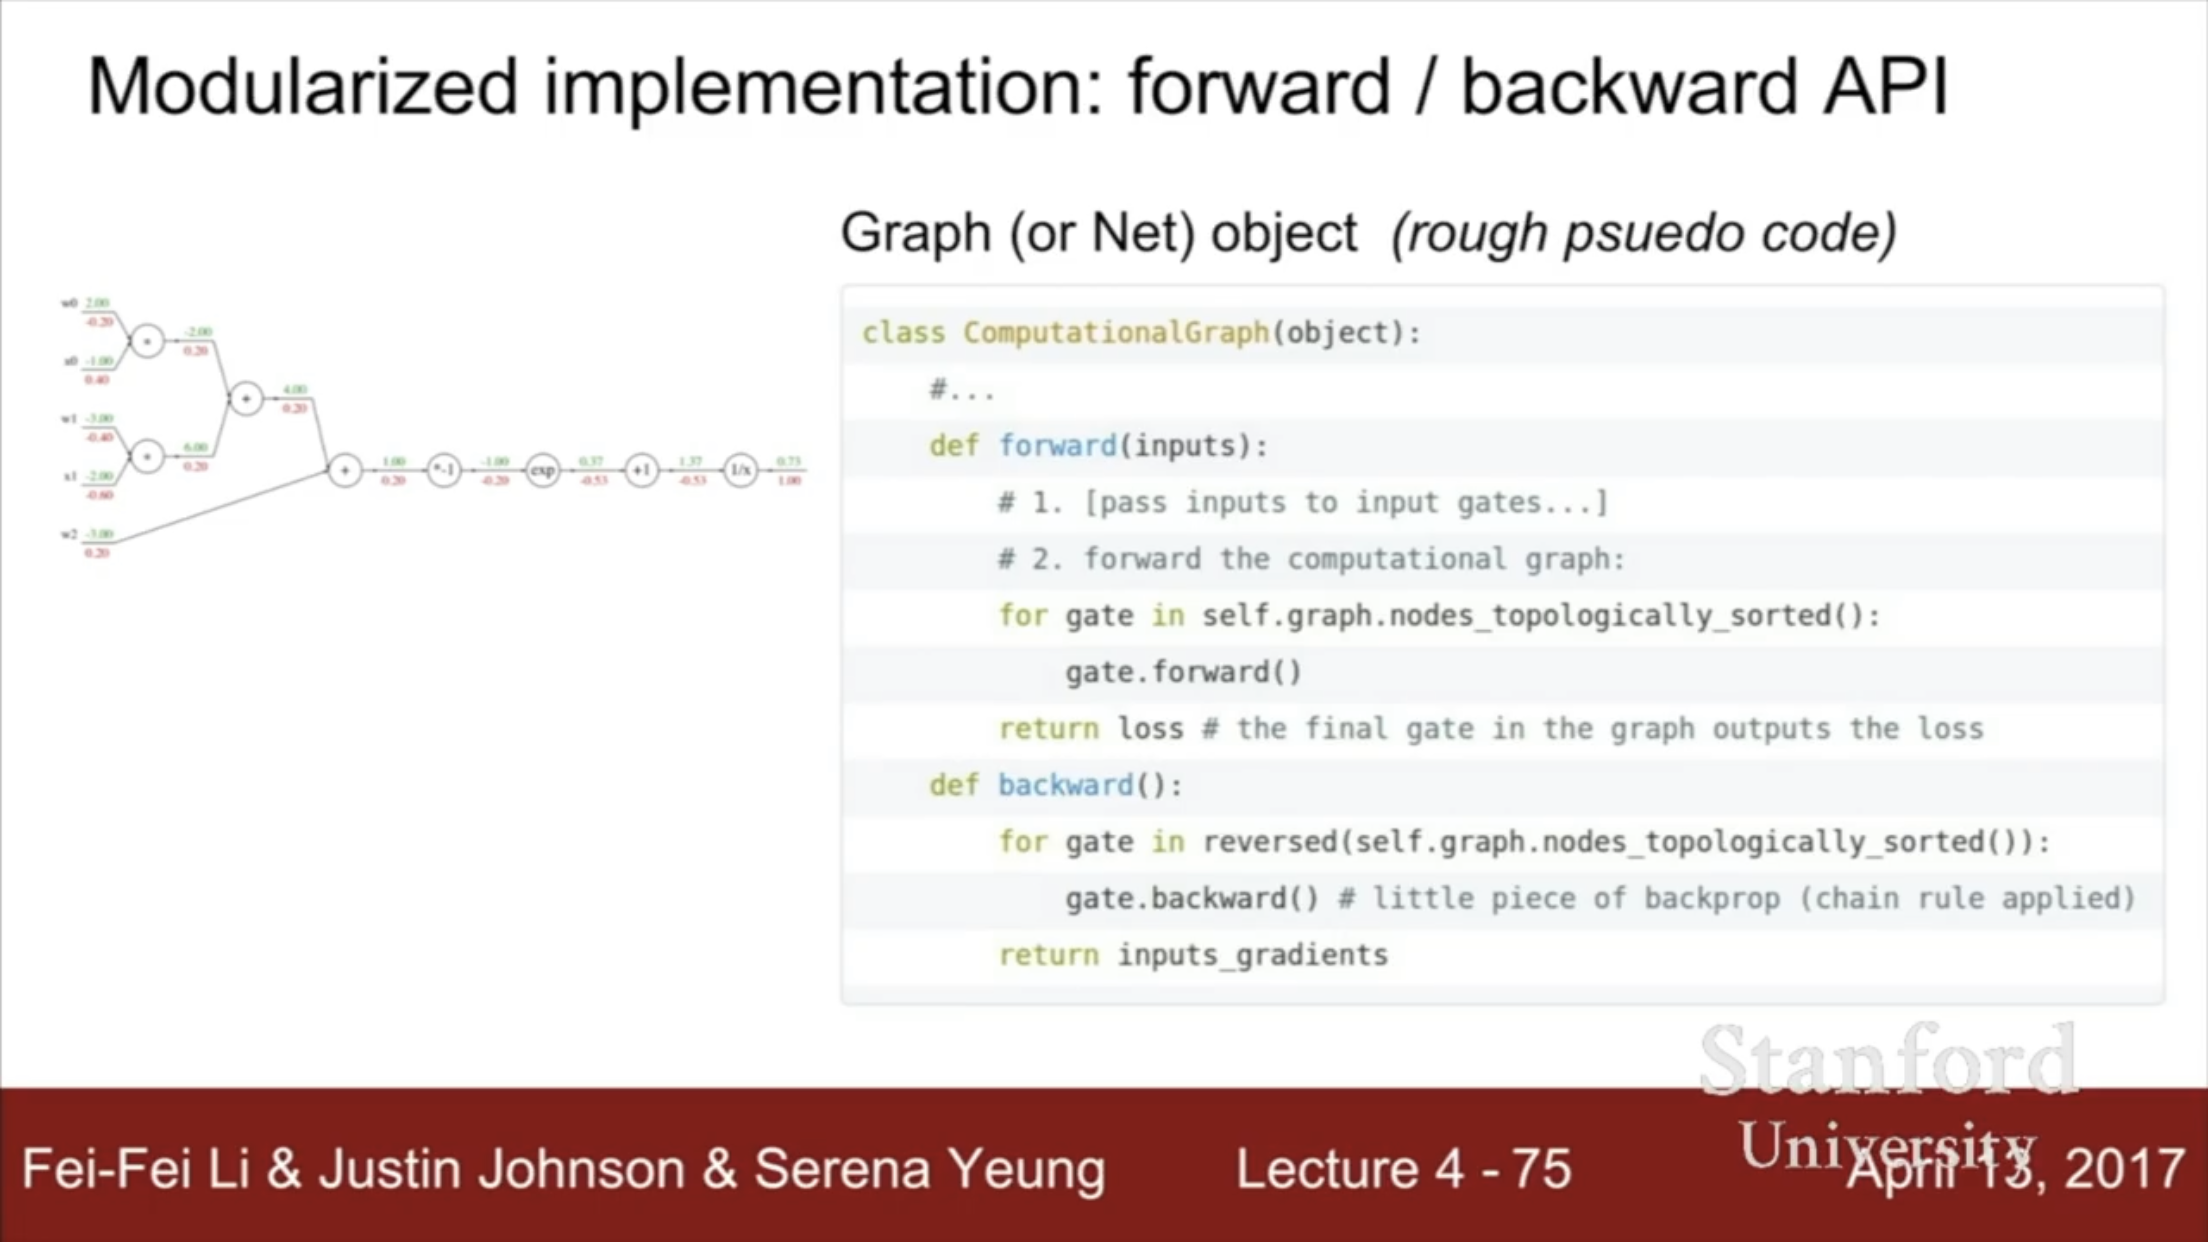 Modularized implementation: forward / backward API
Graph (or Net) object (rough psuedo code)
w0 2.00
-0.20
-2.00
0.20
x0 -1.00
0.40
4.00
0.20
w1 -3.00
-0.40
6.00
0.20
x1 -2.00
-0.60
w2 -3.00
0.20
+
+
1.00
0.20
*-1
-1.00
-0.20
exp
0.37
-0.53
+1
1.37
-0.53
1/x
0.73
1.00
class ComputationalGraph(object):
#...
def forward(inputs):
# 1. [pass inputs to input gates...]
# 2. forward the computational graph:
for gate in self.graph.nodes_topologically_sorted():
gate.forward()
return loss # the final gate in the graph outputs the loss
def backward():
for gate in reversed(self.graph.nodes_topologically_sorted()):
gate.backward() # little piece of backprop (chain rule applied)
return inputs_gradients
Stanford
University
Fei-Fei Li & Justin Johnson & Serena Yeung
Lecture 4 - 75
April 13, 2017